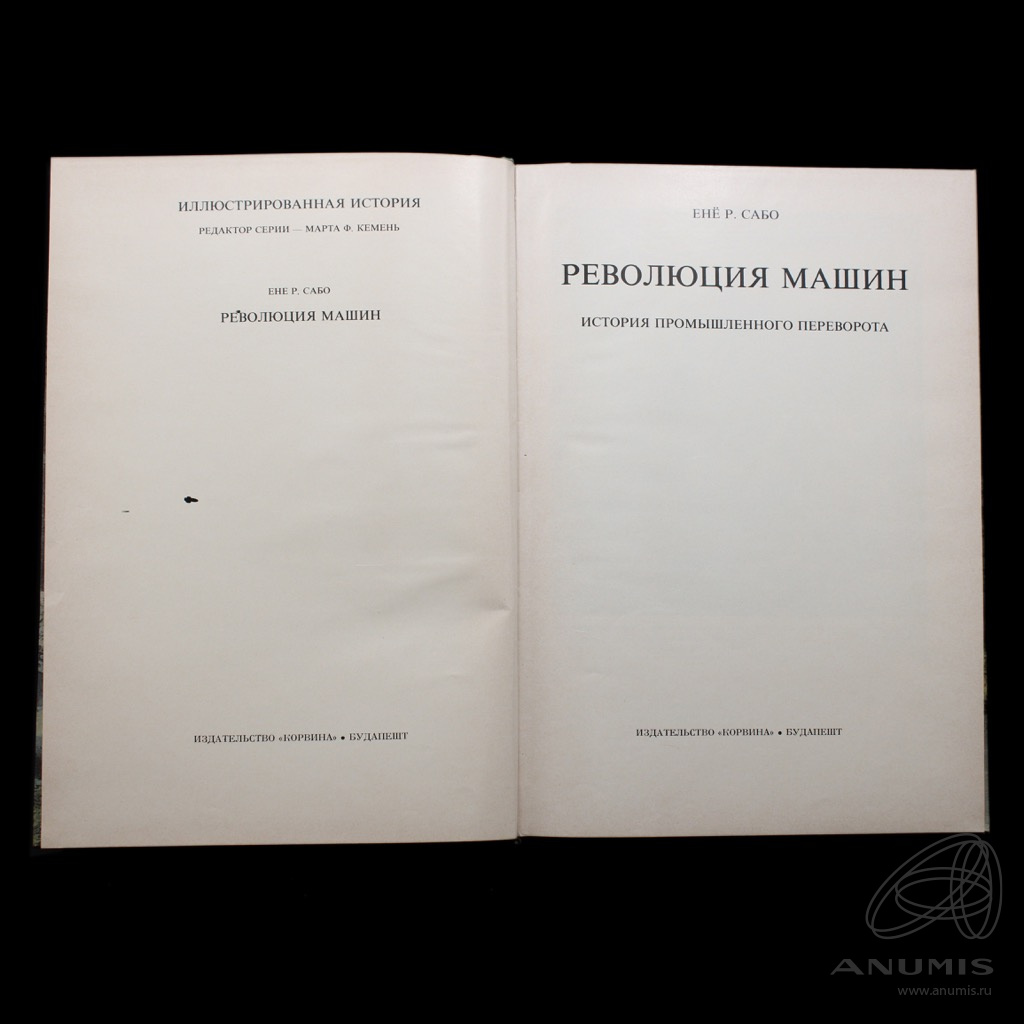 ИЛЛЮСТРИРОВАННАЯ ИСТОРИЯ
РЕДАКТОР СЕРИИ — МАРТА Ф. КЕМЕНЬ
ЕНЕ Р. САБО
РЕВОЛЮЦИЯ МАШИН
ИЗДАТЕЛЬСТВО «КОРВИНА» • БУДАПЕШТ
ЕНЁ Р. САБО
РЕВОЛЮЦИЯ МАШИН
ИСТОРИЯ ПРОМЫШЛЕННОГО ПЕРЕВОРОТА
ИЗДАТЕЛЬСТВО «КОРВИНА» • БУДАПЕШТ
ANUMIS
www.anumis.ru